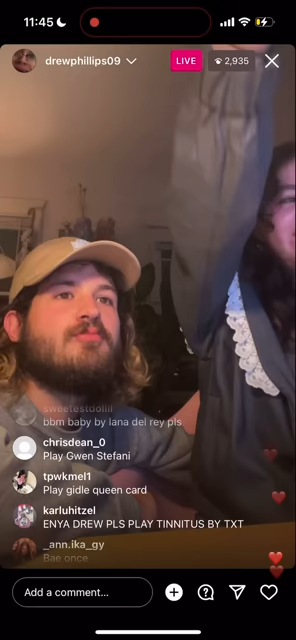 11:45
drewphillips09
LIVE
2,935
sweetestdollll
bbm baby by lana del rey pls
chrisdean_0
Play Gwen Stefani
tpwkmel1
Play gidle queen card
karluhitzel
ENYA DREW PLS PLAY TINNITUS BY TXT
_ann.ika_gy
Bae once
Add a comment...